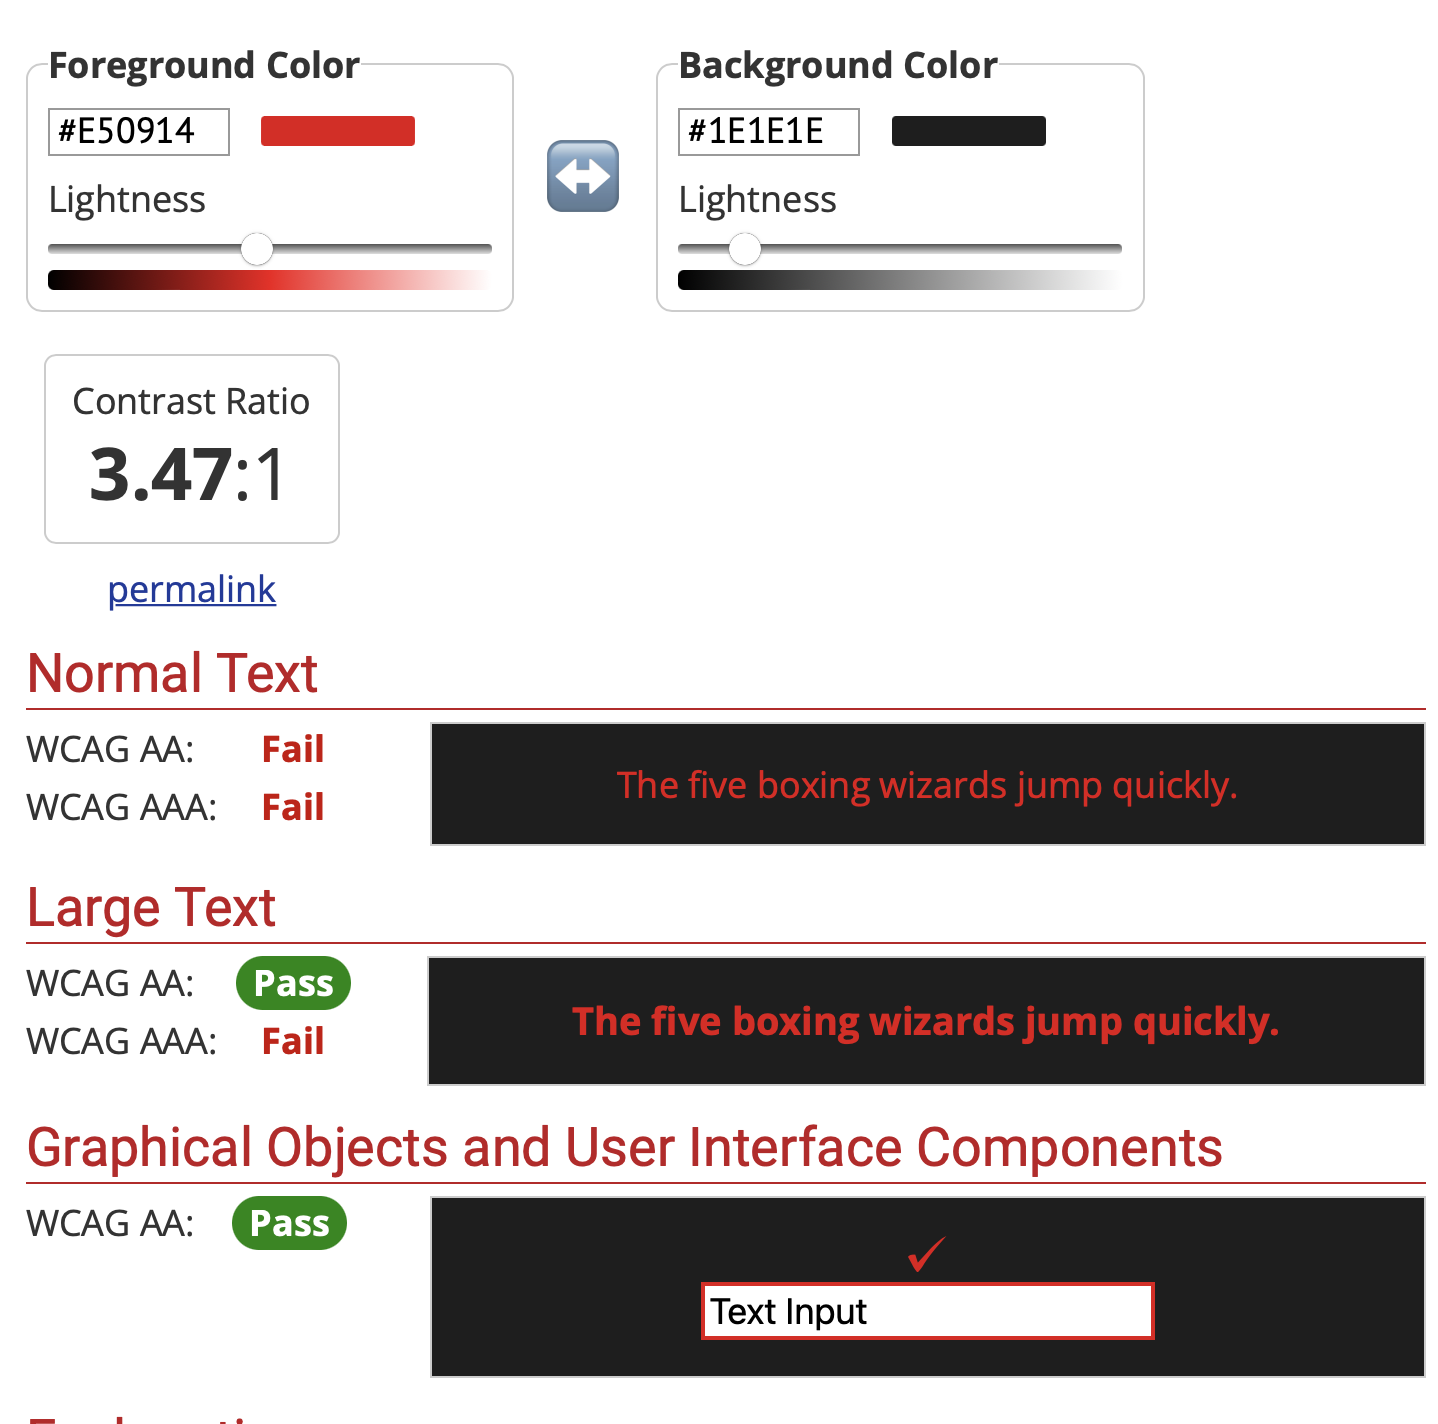 Foreground Color
Background Color
#E50914
#1E1E1E
Lightness
Lightness
Contrast Ratio
3.47:1
permalink
Normal Text
WCAG AA: Fail
WCAG AAA: Fail
The five boxing wizards jump quickly.
Large Text
WCAG AA: Pass
WCAG AAA: Fail
The five boxing wizards jump quickly.
Graphical Objects and User Interface Components
WCAG AA: Pass
✓
Text Input